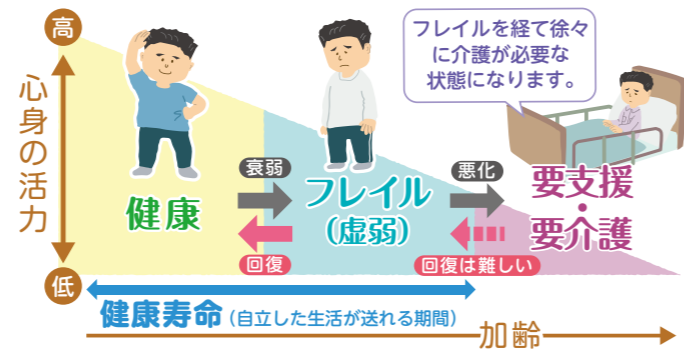 高
心身の活力
低
フレイルを経て徐々
に介護が必要な
状態になります。
健康
衰弱
回復
フレイル
(虚弱)
悪化
回復は難しい
要支援
・
要介護
健康寿命(自立した生活が送れる期間)
加齢